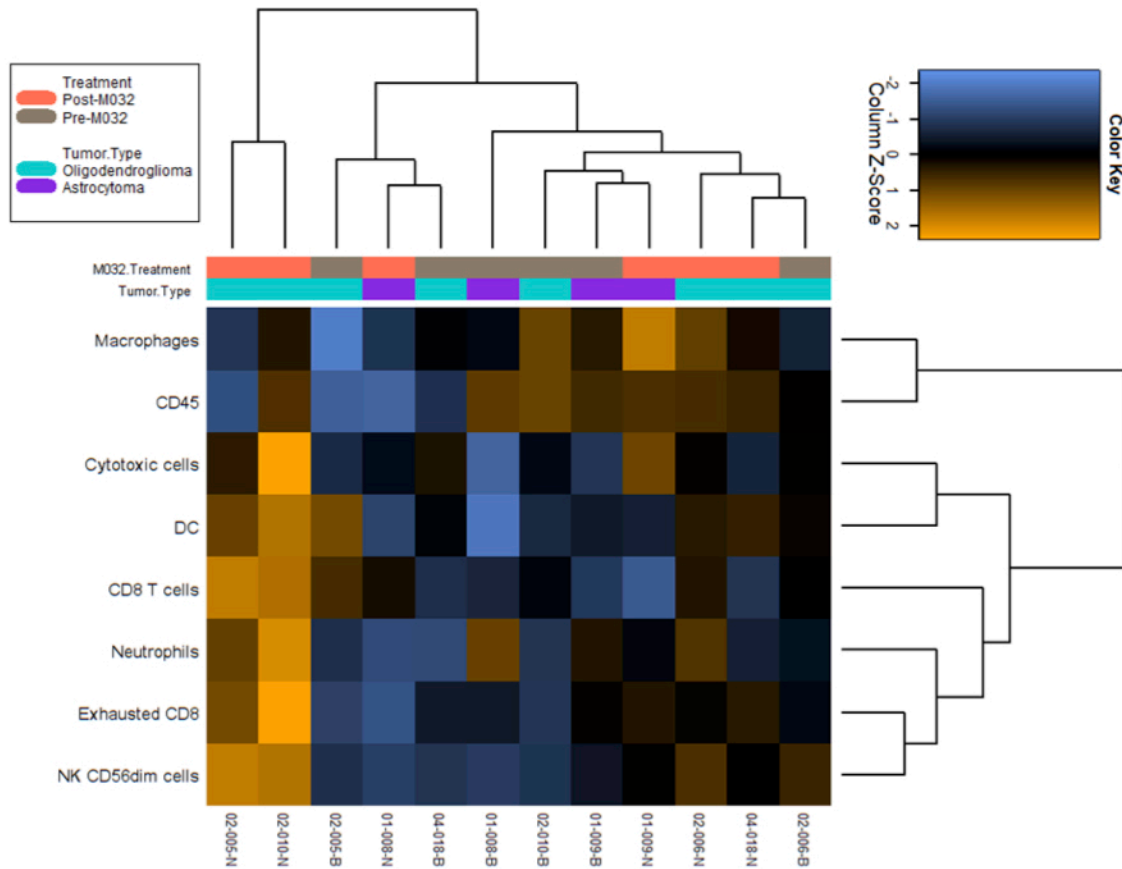 Treatment
Post-M032
Pre-M032
Tumor.Type
Oligodendroglioma
Astrocytoma
Color Key
-2 -1 0 1 2
Column Z-Score
M032.Treatment
Tumor.Type
Macrophages
CD45
Cytotoxic cells
DC
CD8 T cells
Neutrophils
Exhausted CD8
NK CD56dim cells
02-005-N
02-010-N
02-005-B
01-008-N
04-018-B
01-008-B
02-010-B
01-009-B
01-009-N
02-006-N
04-018-N
02-006-B